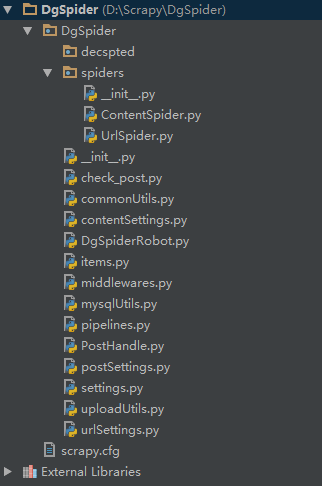 DgSpider (D:\Scrapy\DgSpider)
DgSpider
decspted
spiders
__init__.py
ContentSpider.py
UrlSpider.py
__init__.py
check_post.py
commonUtils.py
contentSettings.py
DgSpiderRobot.py
items.py
middlewares.py
mysqlUtils.py
pipelines.py
PostHandle.py
postSettings.py
settings.py
uploadUtils.py
urlSettings.py
scrapy.cfg
External Libraries